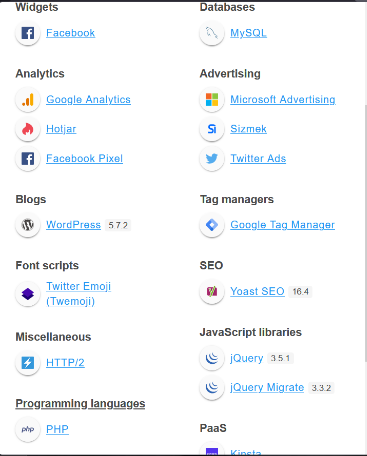 Widgets
Facebook
Databases
MySQL
Analytics
Google Analytics
Hotjar
Facebook Pixel
Advertising
Microsoft Advertising
Sizmek
Twitter Ads
Blogs
WordPress 5.7.2
Tag managers
Google Tag Manager
Font scripts
Twitter Emoji
(Twemoji)
SEO
Yoast SEO 16.4
Miscellaneous
HTTP/2
JavaScript libraries
jQuery 3.5.1
jQuery Migrate 3.3.2
Programming languages
php PHP
PaaS
Kinsta